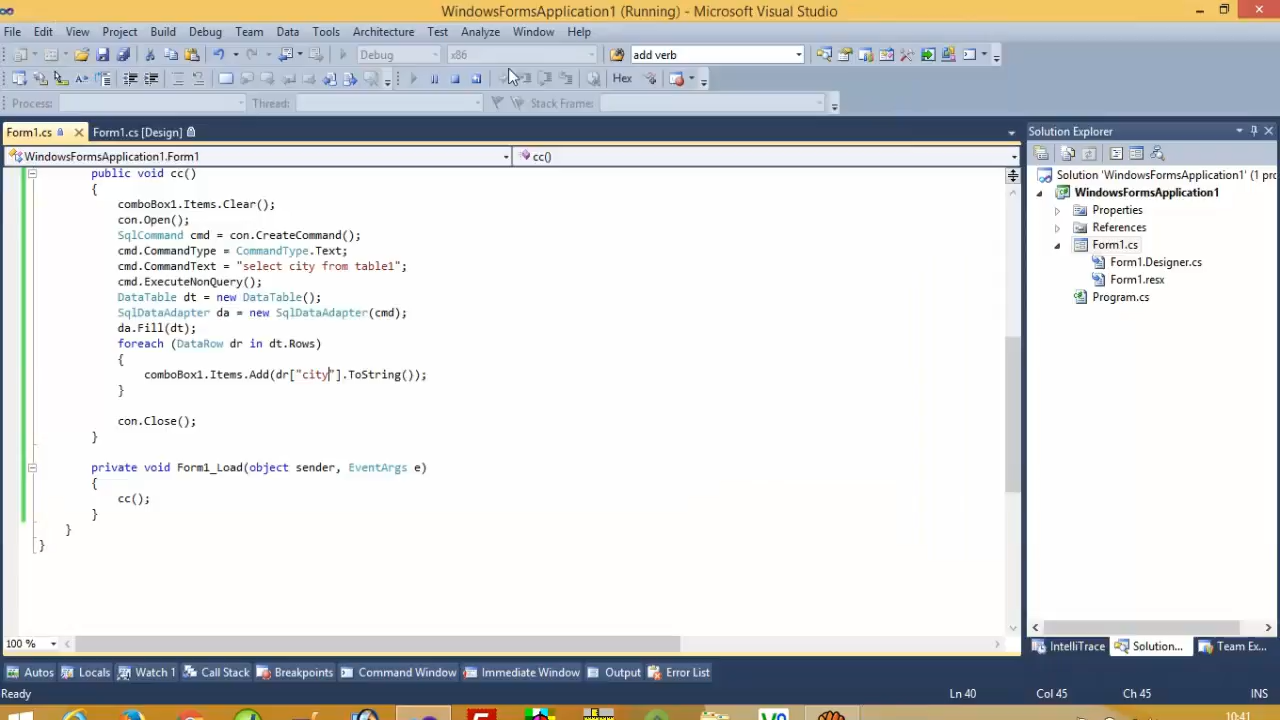 WindowsFormsApplication1 (Running) - Microsoft Visual Studio
File Edit View Project Build Debug Team Data Tools Architecture Test Analyze Window Help
Debug x86 add verb
Hex
Process: Thread: Stack Frame:
Form1.cs Form1.cs [Design]
WindowsFormsApplication1.Form1 cc()
public void cc()
{
comboBox1.Items.Clear();
con.Open();
SqlCommand cmd = con.CreateCommand();
cmd.CommandType = CommandType.Text;
cmd.CommandText = "select city from table1";
cmd.ExecuteNonQuery();
DataTable dt = new DataTable();
SqlDataAdapter da = new SqlDataAdapter(cmd);
da.Fill(dt);
foreach (DataRow dr in dt.Rows)
{
comboBox1.Items.Add(dr["city"].ToString());
}
con.Close();
}
private void Form1_Load(object sender, EventArgs e)
{
cc();
}
}
}
100 %
Solution Explorer
Solution 'WindowsFormsApplication1' (1 pr
WindowsFormsApplication1
Properties
References
Form1.cs
Form1.Designer.cs
Form1.resx
Program.cs
IntelliTrace Solution... Team Ex...
Autos Locals Watch 1 Call Stack Breakpoints Command Window Immediate Window Output Error List
Ready Ln 40 Col 45 Ch 45 INS
10:41